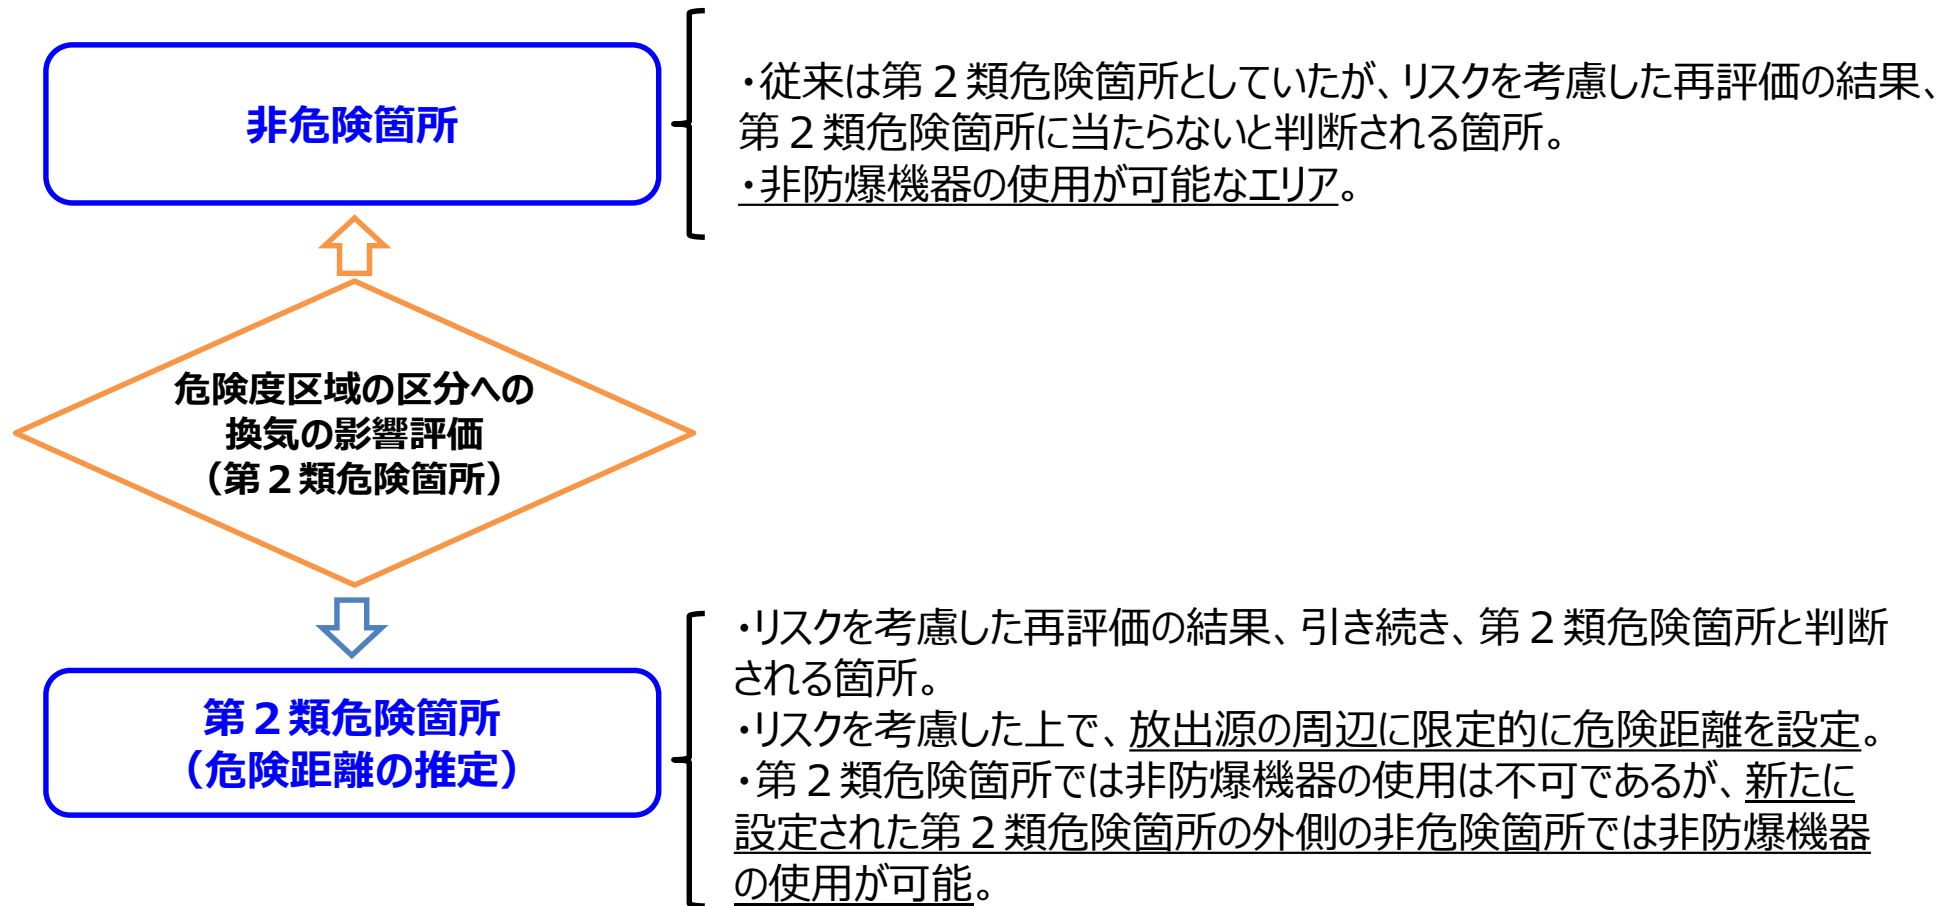 非危険箇所
・従来は第２類危険箇所としていたが、リスクを考慮した再評価の結果、
第２類危険箇所に当たらないと判断される箇所。
・非防爆機器の使用が可能なエリア。
危険度区域の区分への
換気の影響評価
（第２類危険箇所）
第２類危険箇所
（危険距離の推定）
・リスクを考慮した再評価の結果、引き続き、第２類危険箇所と判断
される箇所。
・リスクを考慮した上で、放出源の周辺に限定的に危険距離を設定。
・第２類危険箇所では非防爆機器の使用は不可であるが、新たに
設定された第２類危険箇所の外側の非危険箇所では非防爆機器
の使用が可能。